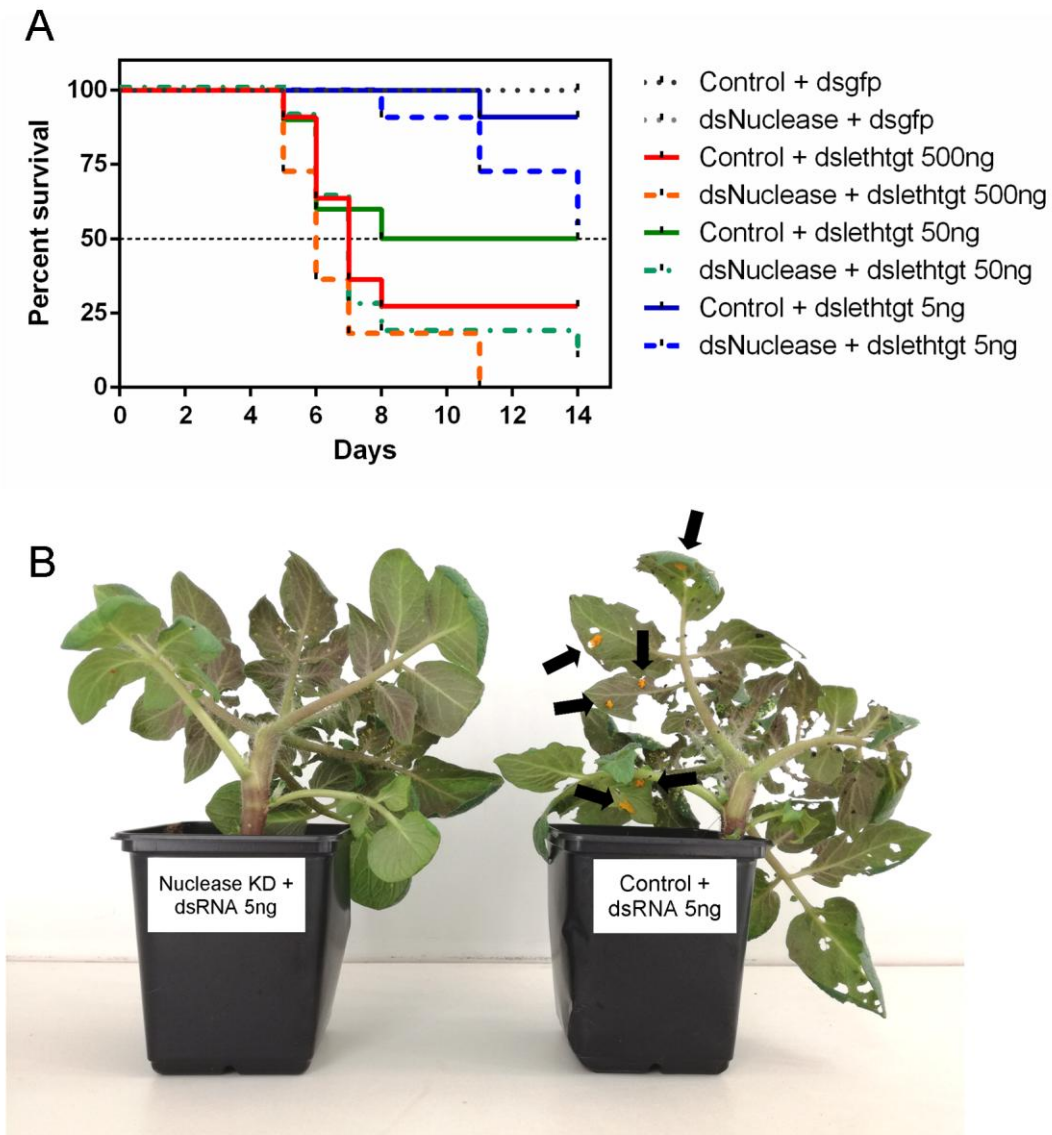 A
Percent survival
100
75
50
25
0
0 2 4 6 8 10 12 14
Days
Control + dsgfp
dsNuclease + dsgfp
Control + dslethtgt 500ng
dsNuclease + dslethtgt 500ng
Control + dslethtgt 50ng
dsNuclease + dslethtgt 50ng
Control + dslethtgt 5ng
dsNuclease + dslethtgt 5ng
B
Nuclease KD +
dsRNA 5ng
Control +
dsRNA 5ng